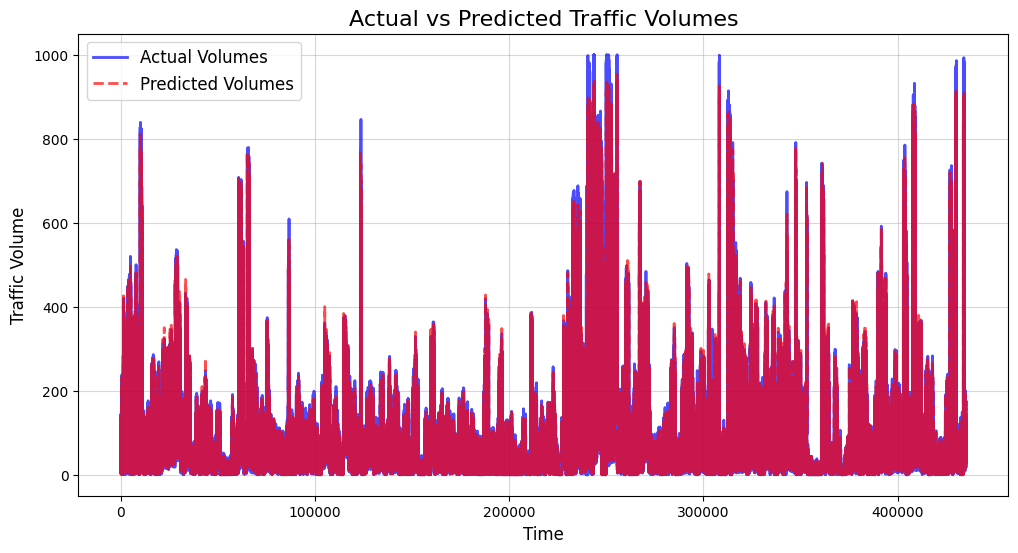 Actual vs Predicted Traffic Volumes
Actual Volumes
Predicted Volumes
Traffic Volume
1000
800
600
400
200
0
0 100000 200000 300000 400000
Time